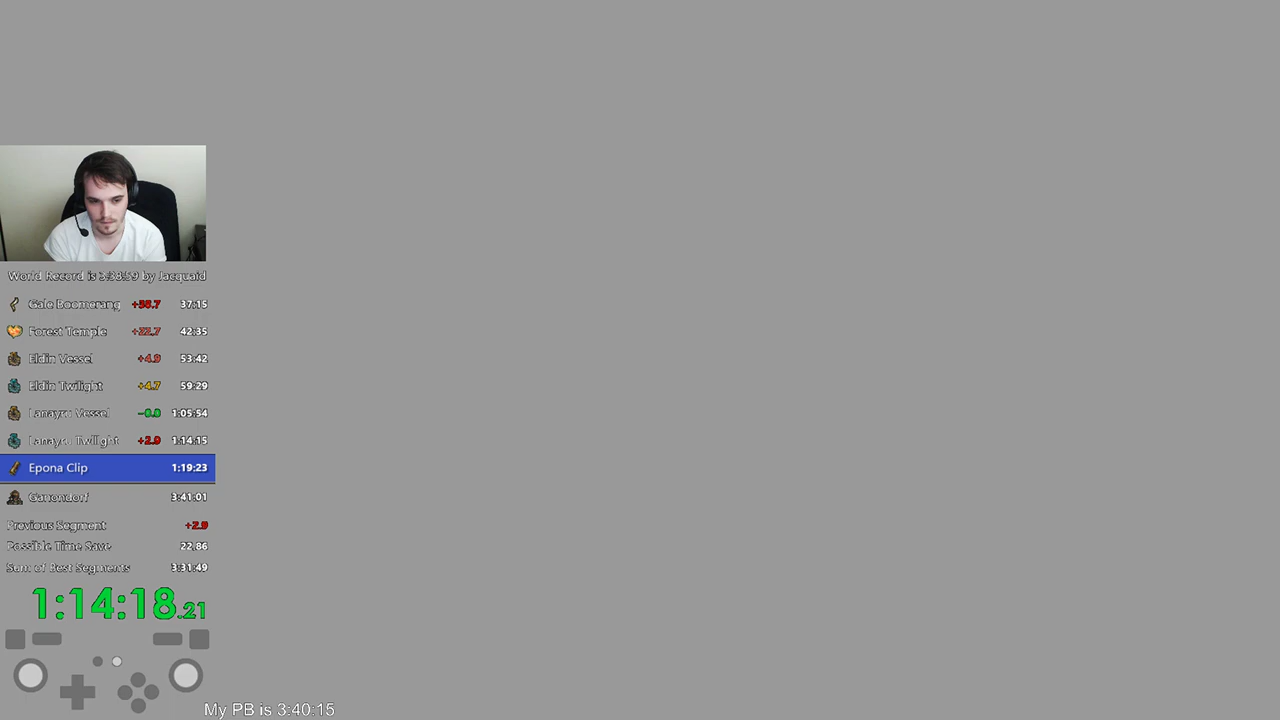 World Record is 3:38:59 by Jacquaid
Gale Boomerang +38.7 37:15
Forest Temple +22.7 42:35
Eldin Vessel +4.9 53:42
Eldin Twilight +4.7 59:29
Lanayru Vessel 1:05:54
Lanayru Twilight +2.9 1:14:15
Epona Clip 1:19:23
Ganondorf 3:41:01
Previous Segment +2.9
Possible Time Save 22.86
Sum of Best Segments 3:31:49
1:14:18.21
My PB is 3:40:15